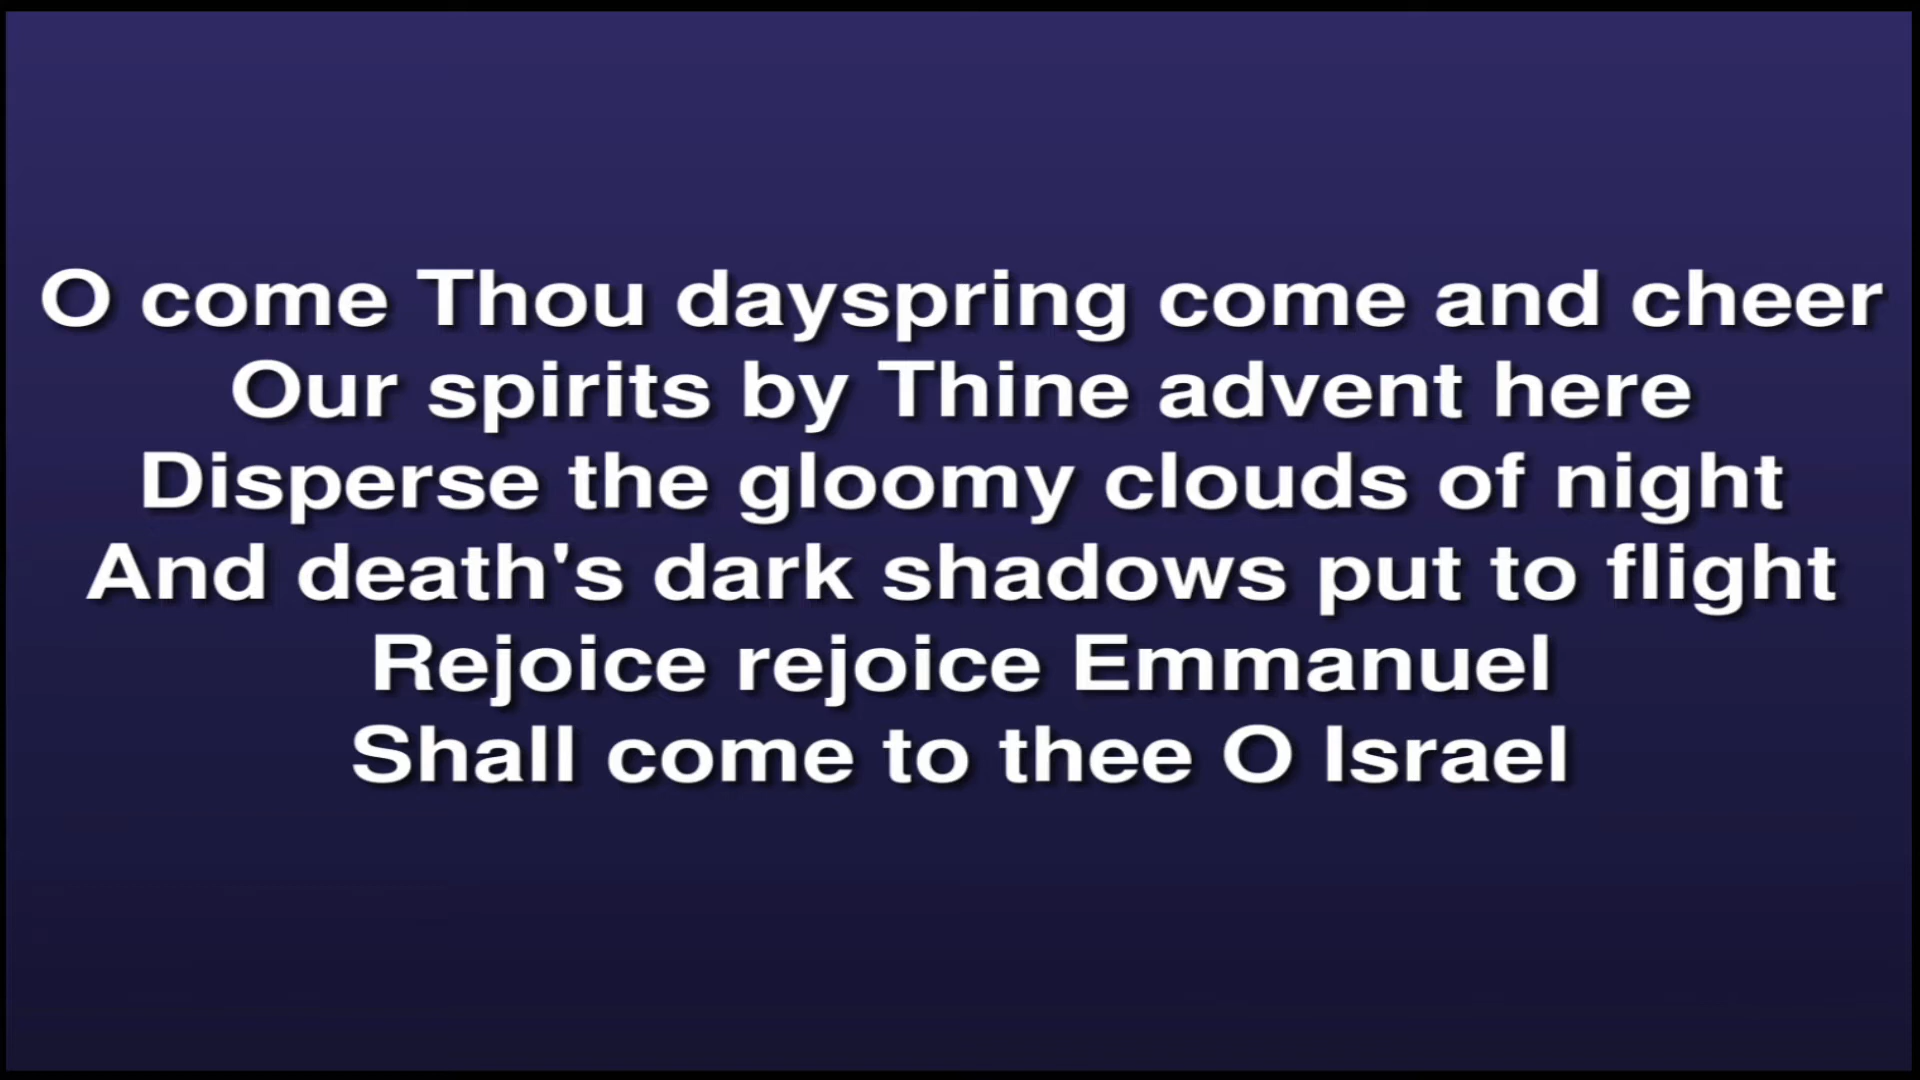 O come Thou dayspring come and cheer
Our spirits by Thine advent here
Disperse the gloomy clouds of night
And death's dark shadows put to flight
Rejoice rejoice Emmanuel
Shall come to thee O Israel